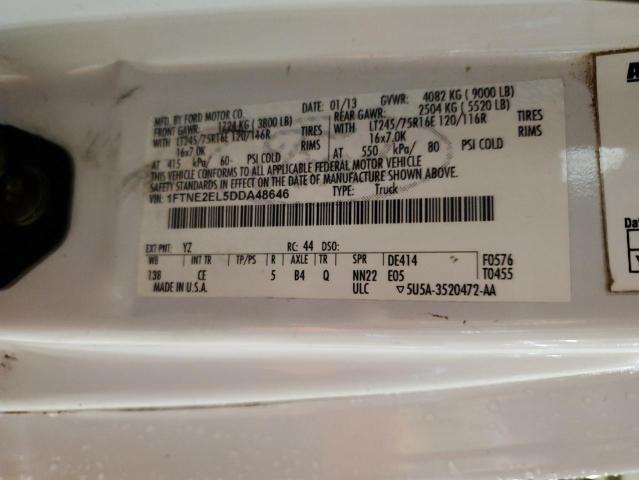 MFD. BY FORD MOTOR CO.
DATE: 01/13 GVWR: 4082 KG (9000 LB)
FRONT GAWR: 1724 KG (3800 LB) REAR GAWR: 2504 KG (5520 LB)
WITH LT245/75R16E 120/116R TIRES WITH LT245/75R16E 120/116R TIRES
16x7.0K RIMS 16x7.0K RIMS
AT 415 kPa/ 60 PSI COLD AT 550 kPa/ 80 PSI COLD
THIS VEHICLE CONFORMS TO ALL APPLICABLE FEDERAL MOTOR VEHICLE
SAFETY STANDARDS IN EFFECT ON THE DATE OF MANUFACTURE SHOWN ABOVE.
VIN: 1FTNE2EL5DDA48646 TYPE: Truck
EXT PNT: YZ RC: 44 DSO:
WB INT TR TP/PS R AXLE TR SPR DE414 F0576
138 CE 5 B4 Q NN22 E05 T0455
MADE IN U.S.A. ULC ▽5U5A-3520472-AA